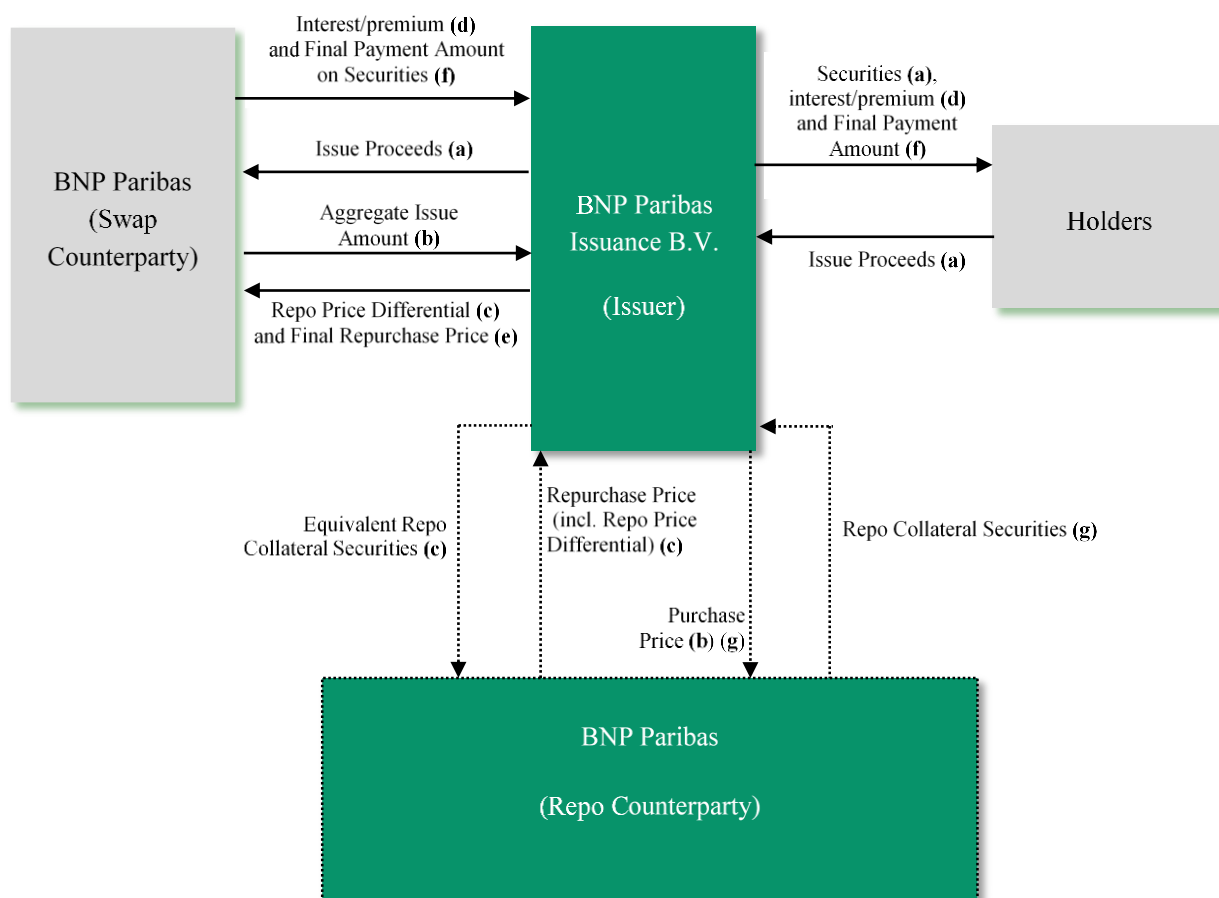 Interest/premium (d)
and Final Payment Amount
on Securities (f)
Issue Proceeds (a)
Aggregate Issue
Amount (b)
Repo Price Differential (c)
and Final Repurchase Price (e)
BNP Paribas
(Swap
Counterparty)
BNP Paribas
Issuance B.V.
(Issuer)
Securities (a),
interest/premium (d)
and Final Payment
Amount (f)
Issue Proceeds (a)
Holders
Equivalent Repo
Collateral Securities (c)
Repurchase Price
(incl. Repo Price
Differential) (c)
Purchase
Price (b) (g)
Repo Collateral Securities (g)
BNP Paribas
(Repo Counterparty)